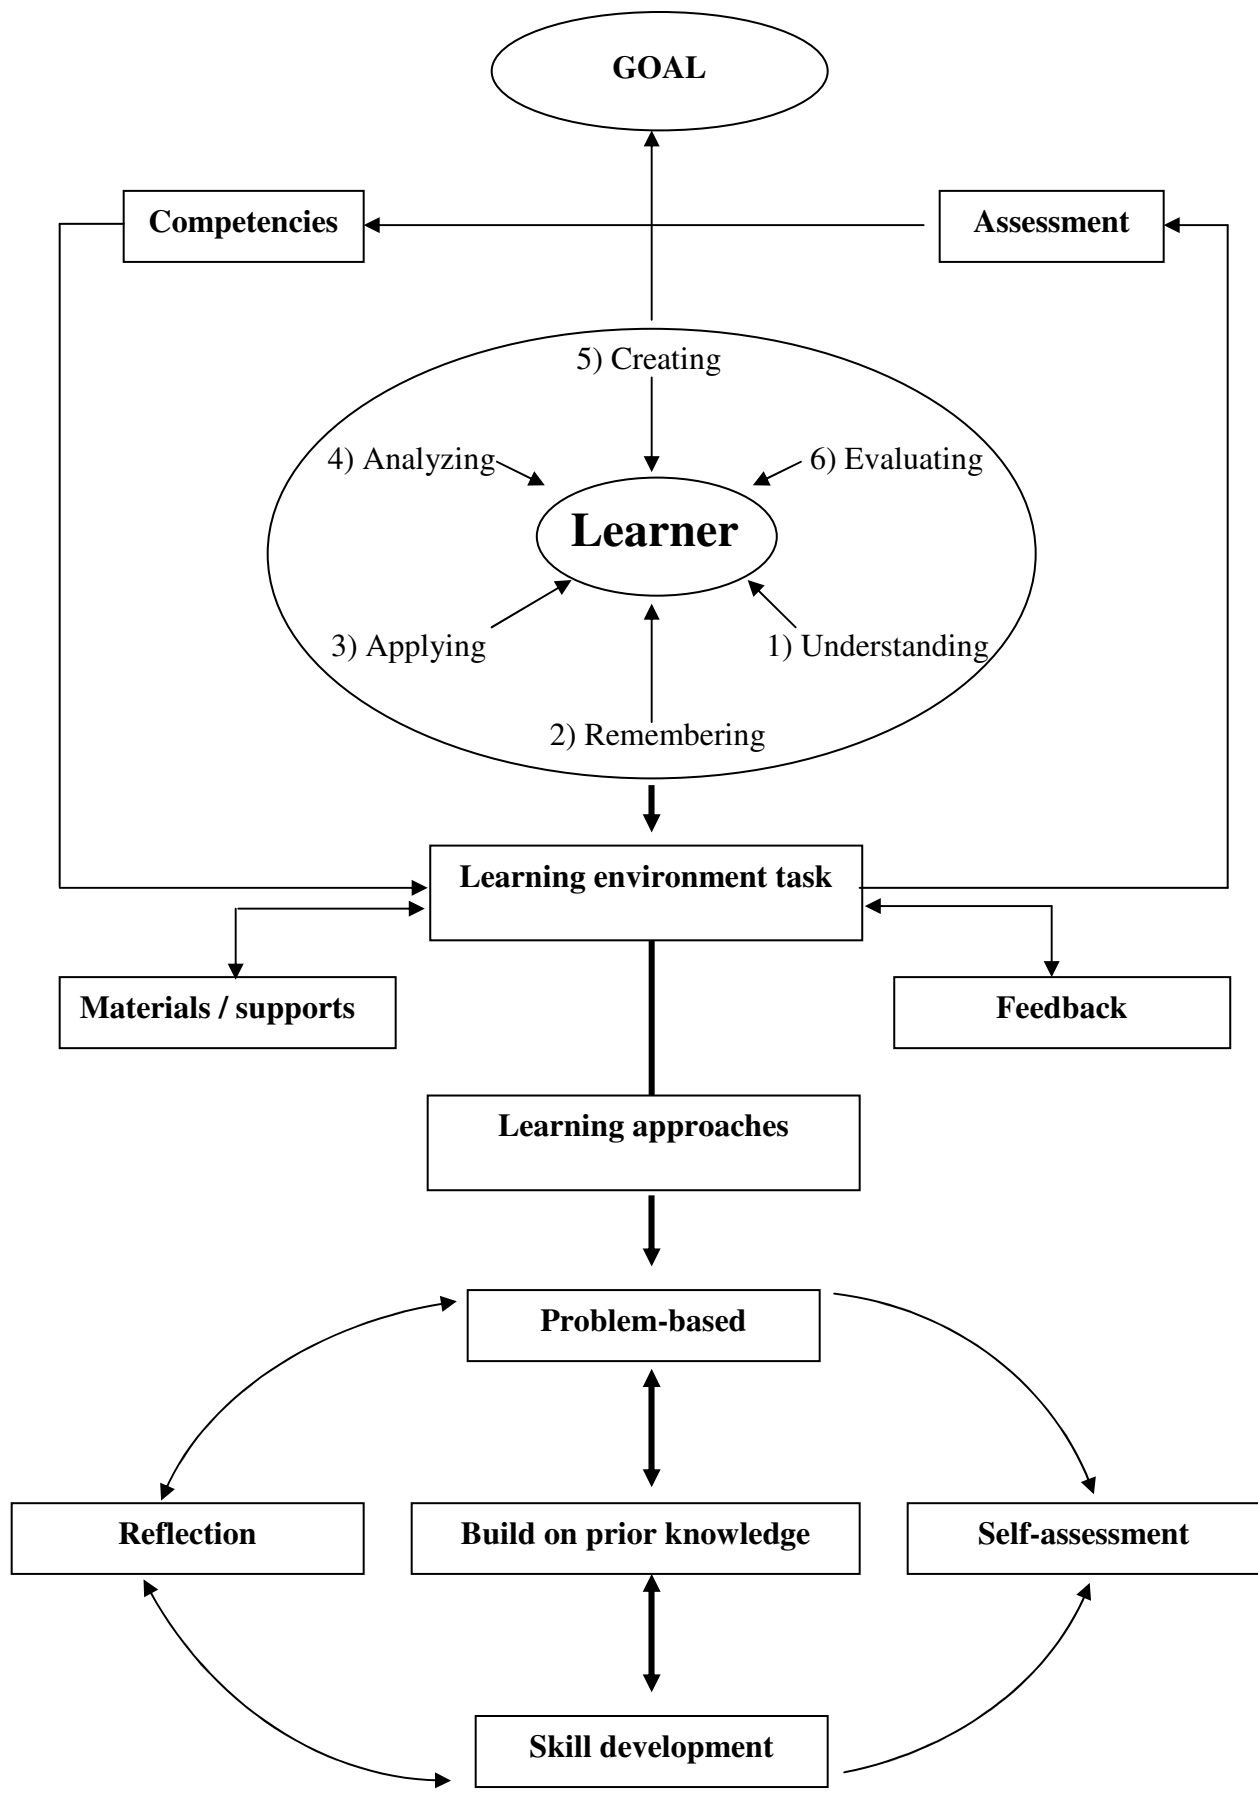 GOAL
Competencies
Assessment
5) Creating
4) Analyzing
6) Evaluating
Learner
3) Applying
1) Understanding
2) Remembering
Learning environment task
Materials / supports
Feedback
Learning approaches
Problem-based
Reflection
Build on prior knowledge
Self-assessment
Skill development